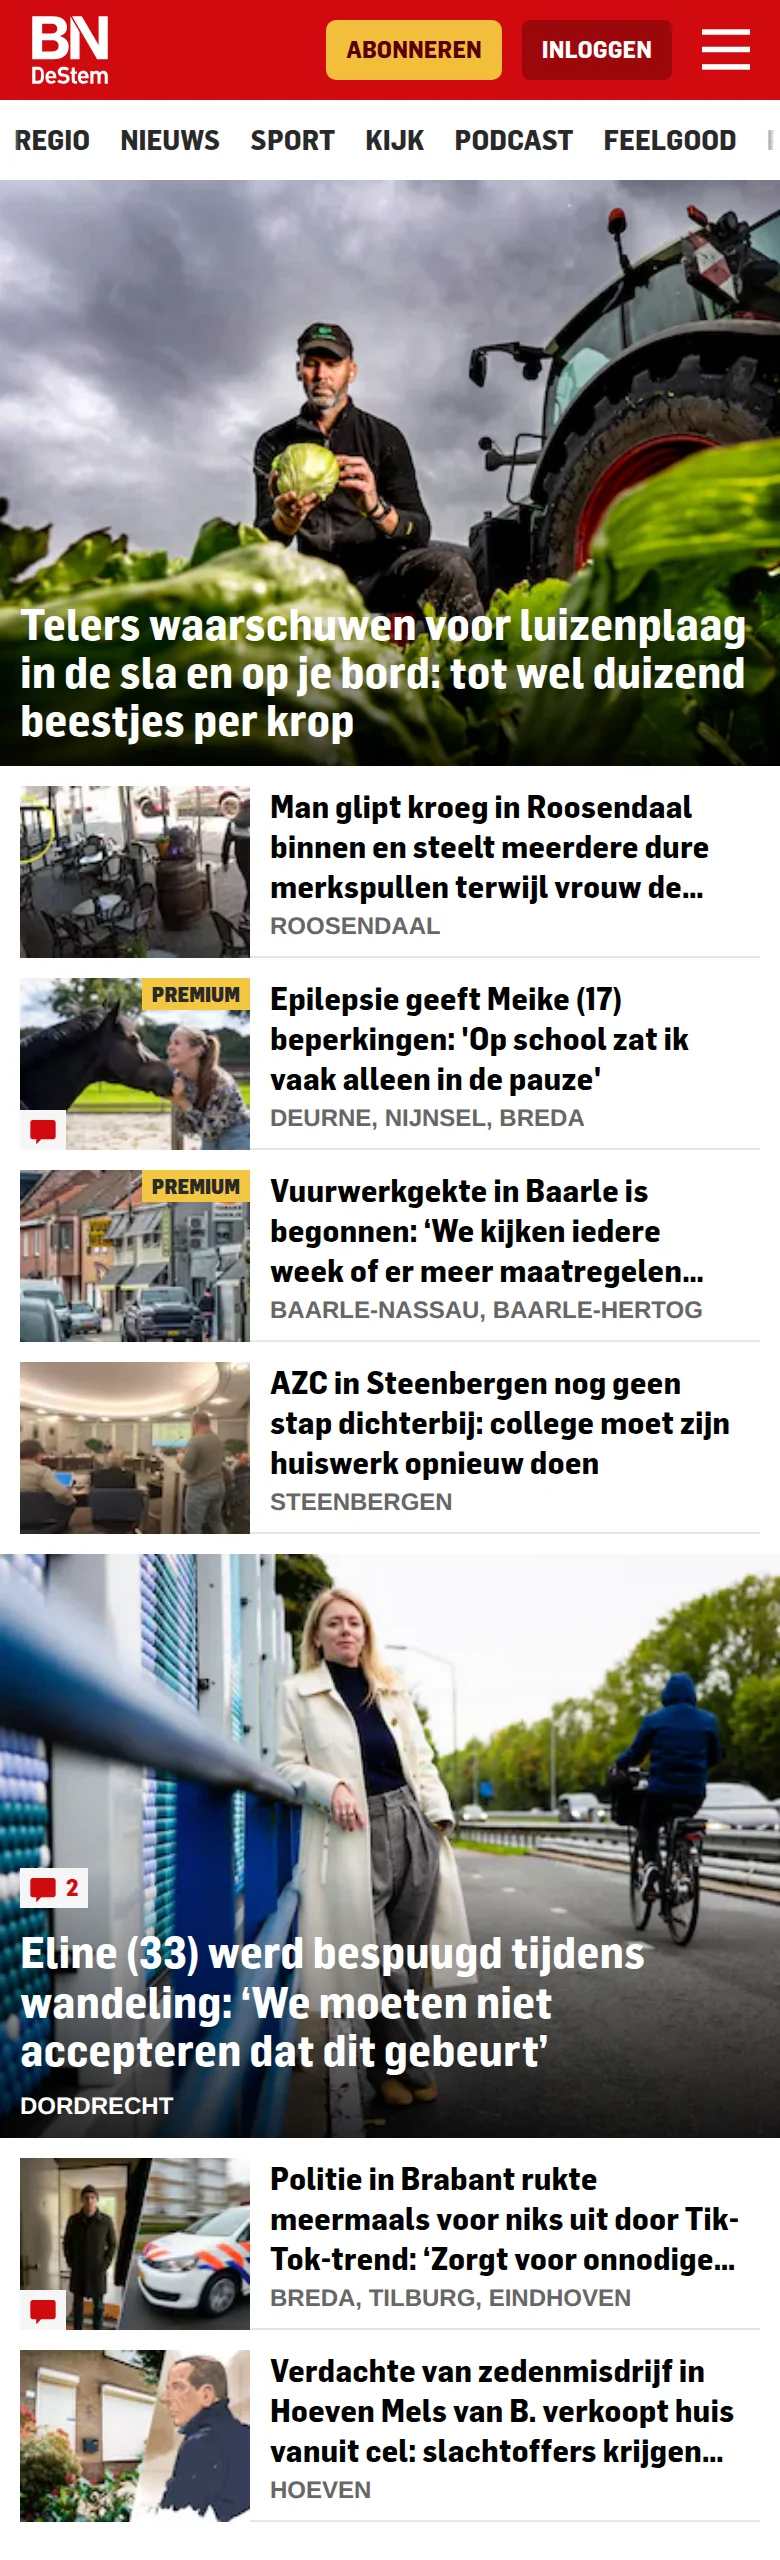 BN
DeStem
ABONNEREN
INLOGGEN
REGIO NIEUWS SPORT KIJK PODCAST FEELGOOD
Telers waarschuwen voor luizenplaag
in de sla en op je bord: tot wel duizend
beestjes per krop
Man glipt kroeg in Roosendaal
binnen en steelt meerdere dure
merkspullen terwijl vrouw de...
ROOSENDAAL
PREMIUM
Epilepsie geeft Meike (17)
beperkingen: 'Op school zat ik
vaak alleen in de pauze'
DEURNE, NIJNSEL, BREDA
PREMIUM
Vuurwerkgekte in Baarle is
begonnen: ‘We kijken iedere
week of er meer maatregelen...
BAARLE-NASSAU, BAARLE-HERTOG
AZC in Steenbergen nog geen
stap dichterbij: college moet zijn
huiswerk opnieuw doen
STEENBERGEN
2
Eline (33) werd bespuugd tijdens
wandeling: ‘We moeten niet
accepteren dat dit gebeurt’
DORDRECHT
Politie in Brabant rukte
meermaals voor niks uit door Tik-
Tok-trend: ‘Zorgt voor onnodige...
BREDA, TILBURG, EINDHOVEN
Verdachte van zedenmisdrijf in
Hoeven Mels van B. verkoopt huis
vanuit cel: slachtoffers krijgen...
HOEVEN